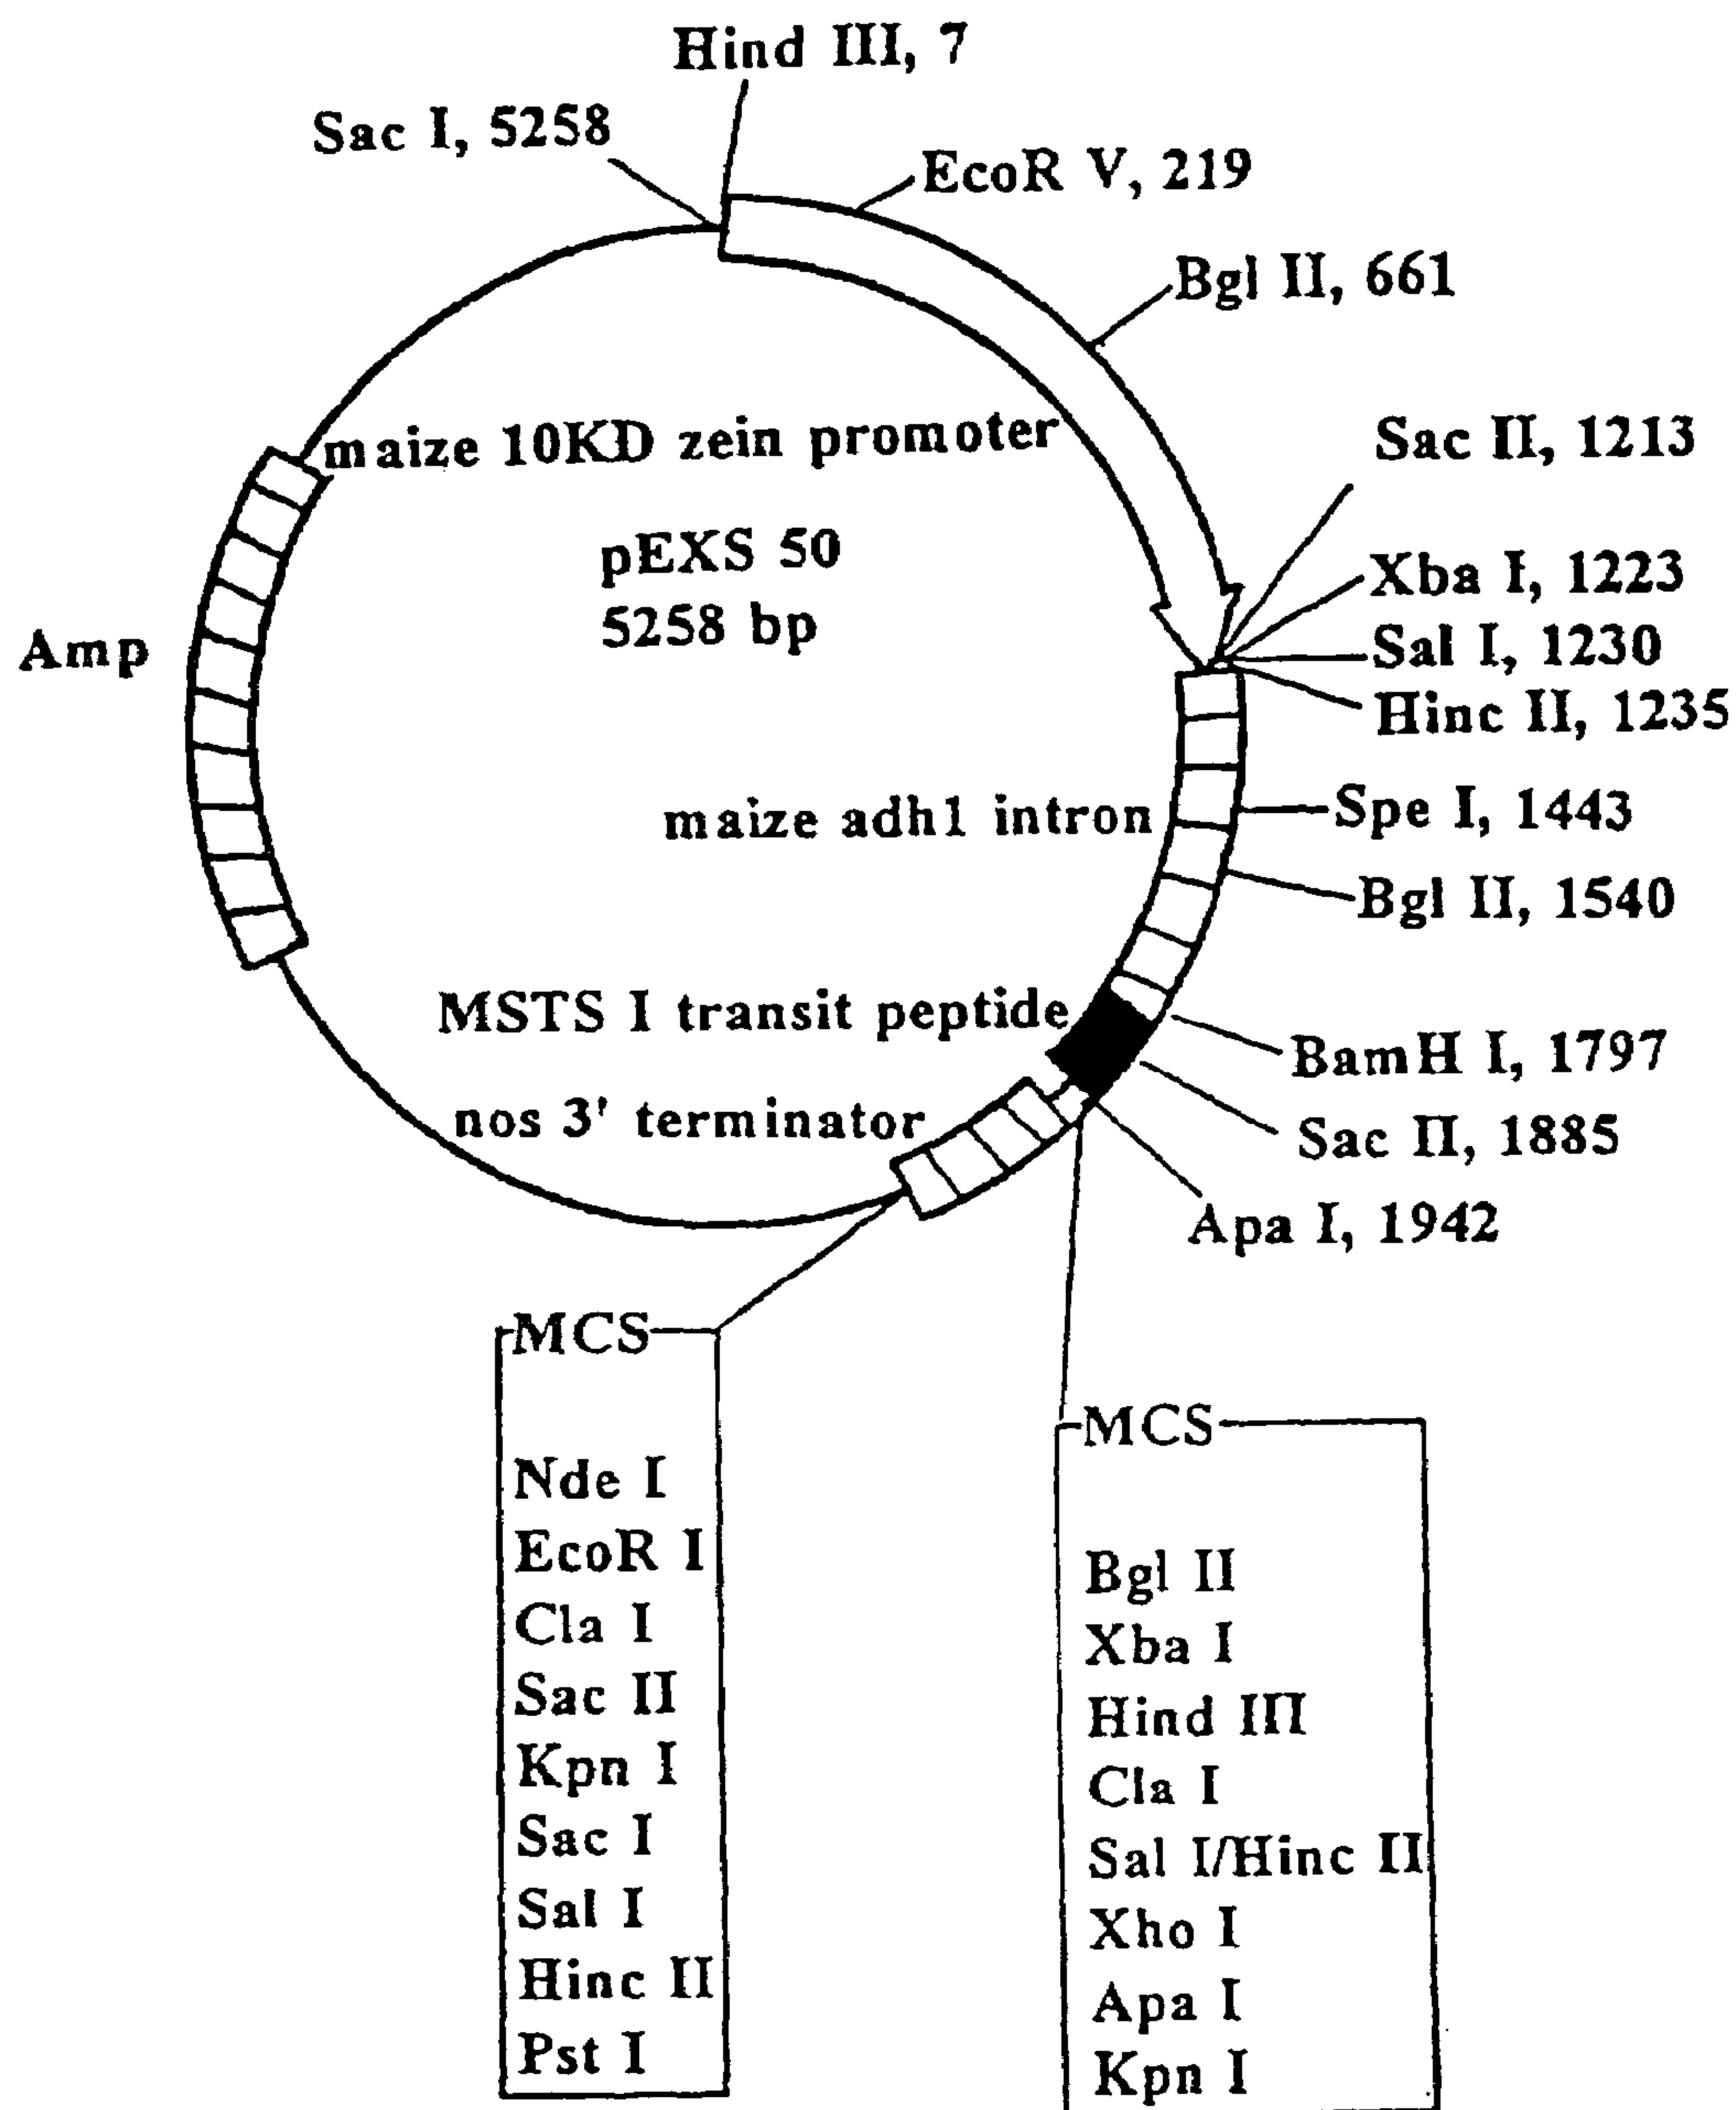 Hind III, 7
Sac I, 5258
EcoR V, 219
Bgl II, 661
Sac II, 1213
maize 10KD zein promoter
pEXS 50
5258 bp
Xba I, 1223
Amp
Sal I, 1230
Hinc II, 1235
maize adh1 intron
Spe I, 1443
Bgl II, 1540
MSTS I transit peptide
BamH I, 1797
nos 3' terminator
Sac II, 1885
Apa I, 1942
MCS
Nde I
EcoR I
Cla I
Sac II
Kpn I
Sac I
Sal I
Hinc II
Pst I
MCS
Bgl II
Xba I
Hind III
Cla I
Sal I/Hinc II
Xho I
Apa I
Kpn I